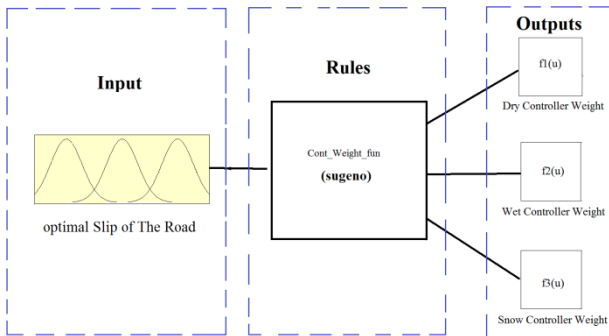 Input
optimal Slip of The Road
Rules
Cont_Weight_fun
(sugeno)
Outputs
f1(u)
Dry Controller Weight
f2(u)
Wet Controller Weight
f3(u)
Snow Controller Weight